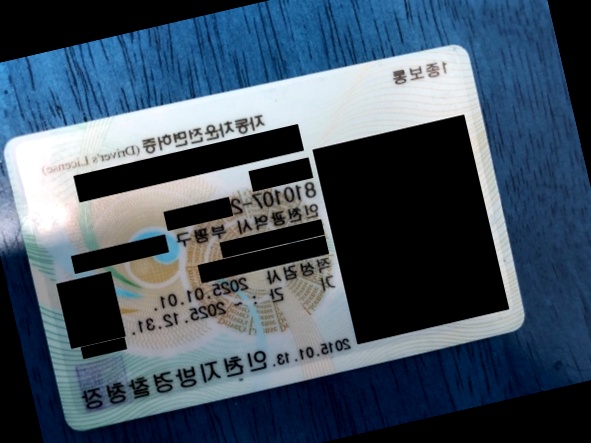 1종보통
자동차운전면허증 (Driver's License)
810107-2
인천광역시 부평구
적성검사 2025.01.01.
기 간 : ~ 2025.12.31.
2015.01.13.
인천지방경찰청장